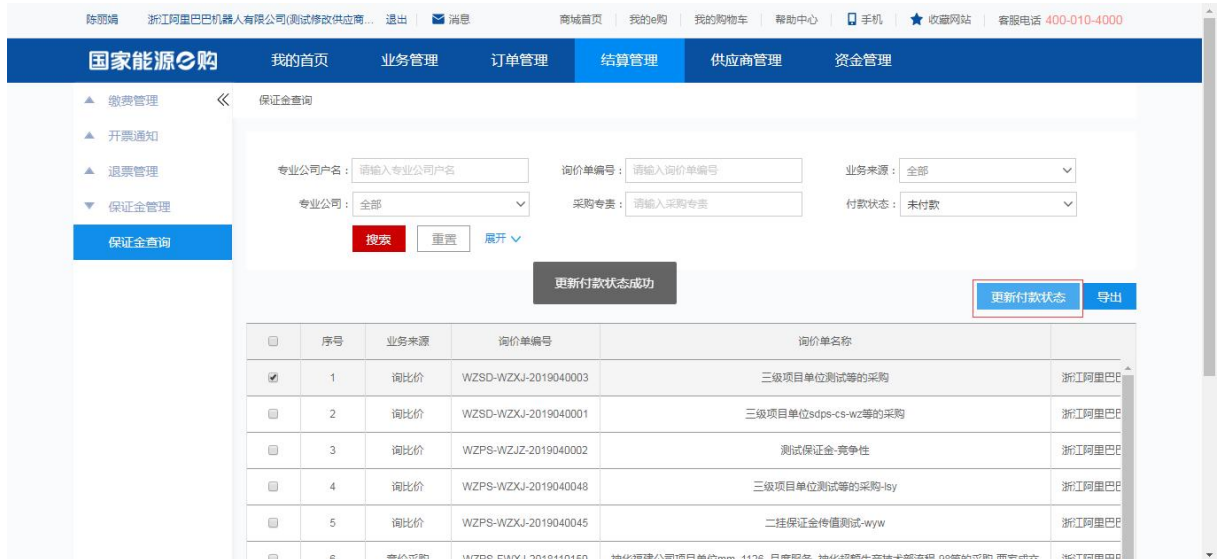 陈丽娟 浙江阿里巴巴机器人有限公司(测试修改供应商... 退出 消息 商城首页 我的e购 我的购物车 帮助中心 手机 收藏网站 客服电话 400-010-4000
国家能源e购 我的首页 业务管理 订单管理 结算管理 供应商管理 资金管理
缴费管理 保证金查询
开票通知
退票管理 专业公司户名： 请输入专业公司户名 询价单编号： 请输入询价单编号 业务来源： 全部
保证金管理 专业公司： 全部 采购专责： 请输入采购专责 付款状态： 未付款
保证金查询 搜索 重置 展开
更新付款状态成功
更新付款状态 导出
序号 业务来源 询价单编号 询价单名称
1 询比价 WZSD-WZXJ-2019040003 三级项目单位测试等的采购 浙江阿里巴巴
2 询比价 WZSD-WZXJ-2019040001 三级项目单位sdps-cs-wz等的采购 浙江阿里巴巴
3 询比价 WZPS-WZJZ-2019040002 测试保证金-竞争性 浙江阿里巴巴
4 询比价 WZPS-WZXJ-2019040048 三级项目单位测试等的采购-lsy 浙江阿里巴巴
5 询比价 WZPS-WZXJ-2019040045 二挂保证金传值测试-wyw 浙江阿里巴巴